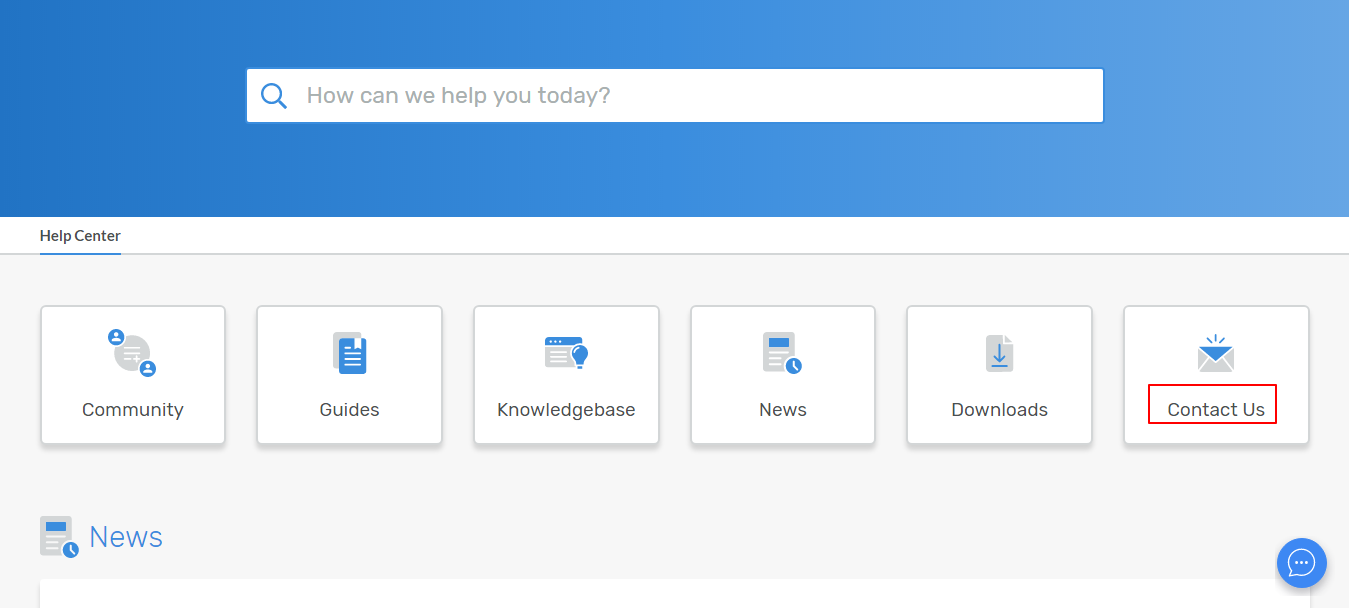 How can we help you today?
Help Center
Community
Guides
Knowledgebase
News
Downloads
Contact Us
News